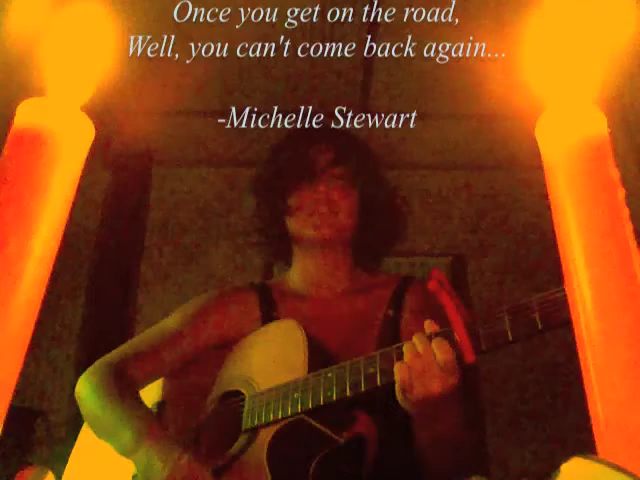 Once you get on the road,
Well, you can't come back again...
-Michelle Stewart